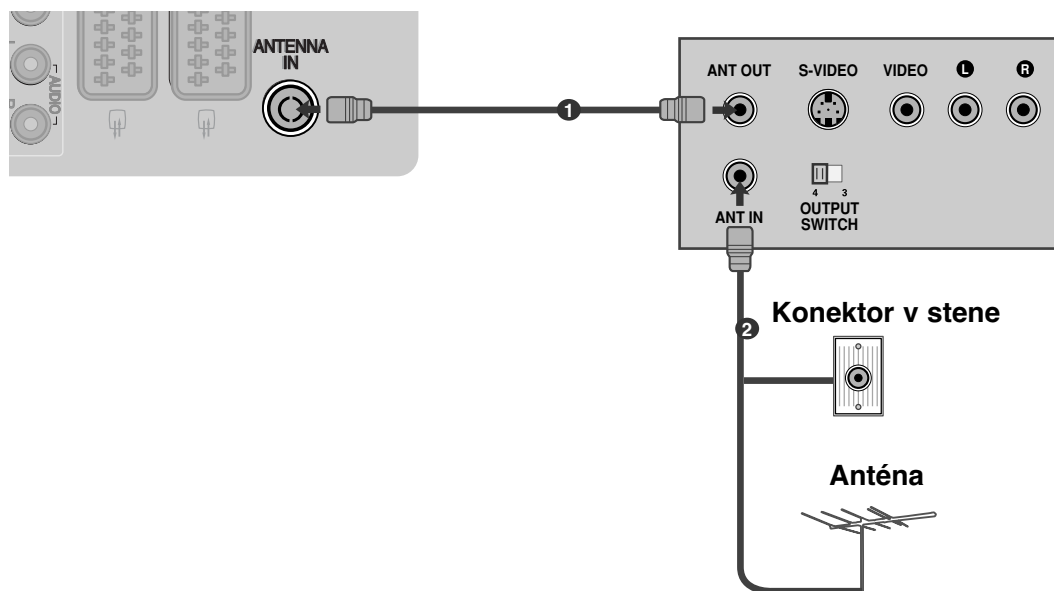 ANTENNA
IN
AUDIO
1
ANT OUT
S-VIDEO
VIDEO
L
R
ANT IN
4 3
OUTPUT
SWITCH
2
Konektor v stene
Anténa